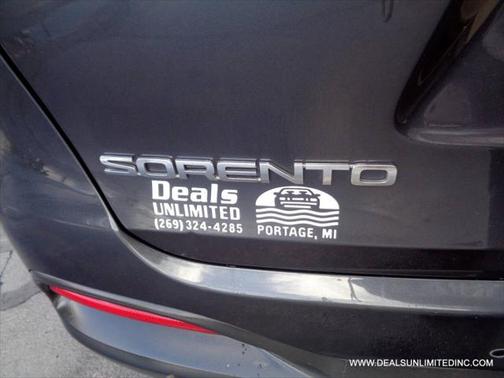 SORENTO
Deals
UNLIMITED
(269) 324-4285
PORTAGE, MI
WWW.DEALSUNLIMITEDINC.COM